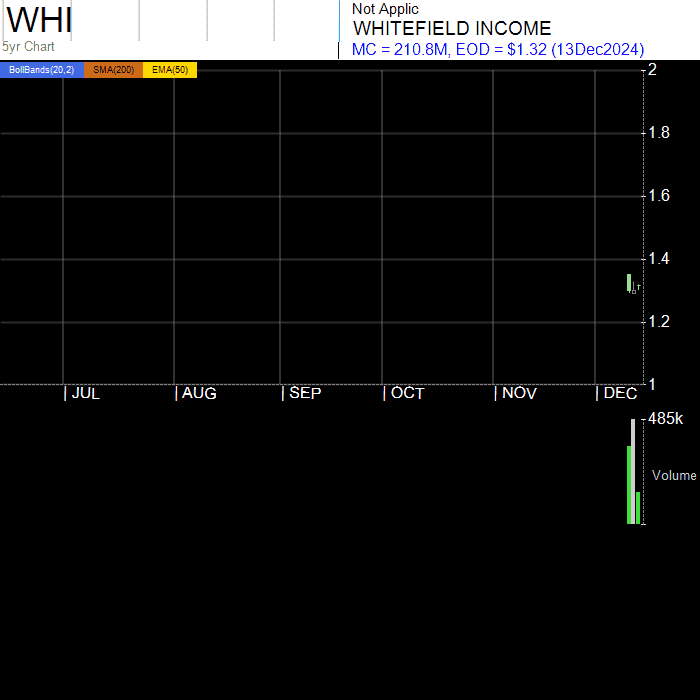 WHI
5yr Chart
Not Applic
WHITEFIELD INCOME
MC = 210.8M, EOD = $1.32 (13Dec2024)
BollBands(20,2) SMA(200) EMA(50)
2
1.8
1.6
1.4
1.2
1
| JUL | AUG | SEP | OCT | NOV | DEC
485k
Volume